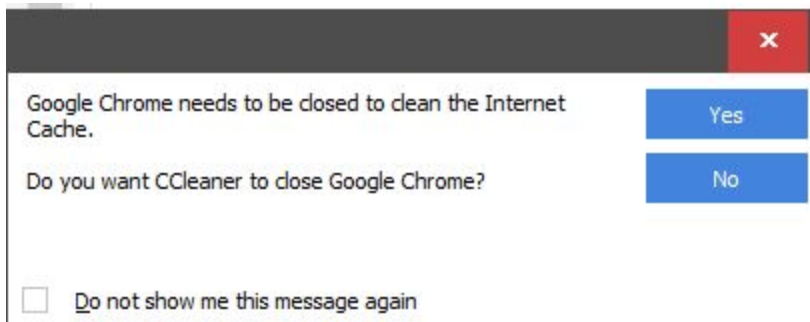 Google Chrome needs to be closed to clean the Internet
Cache.
Yes
Do you want CCleaner to close Google Chrome?
No
Do not show me this message again